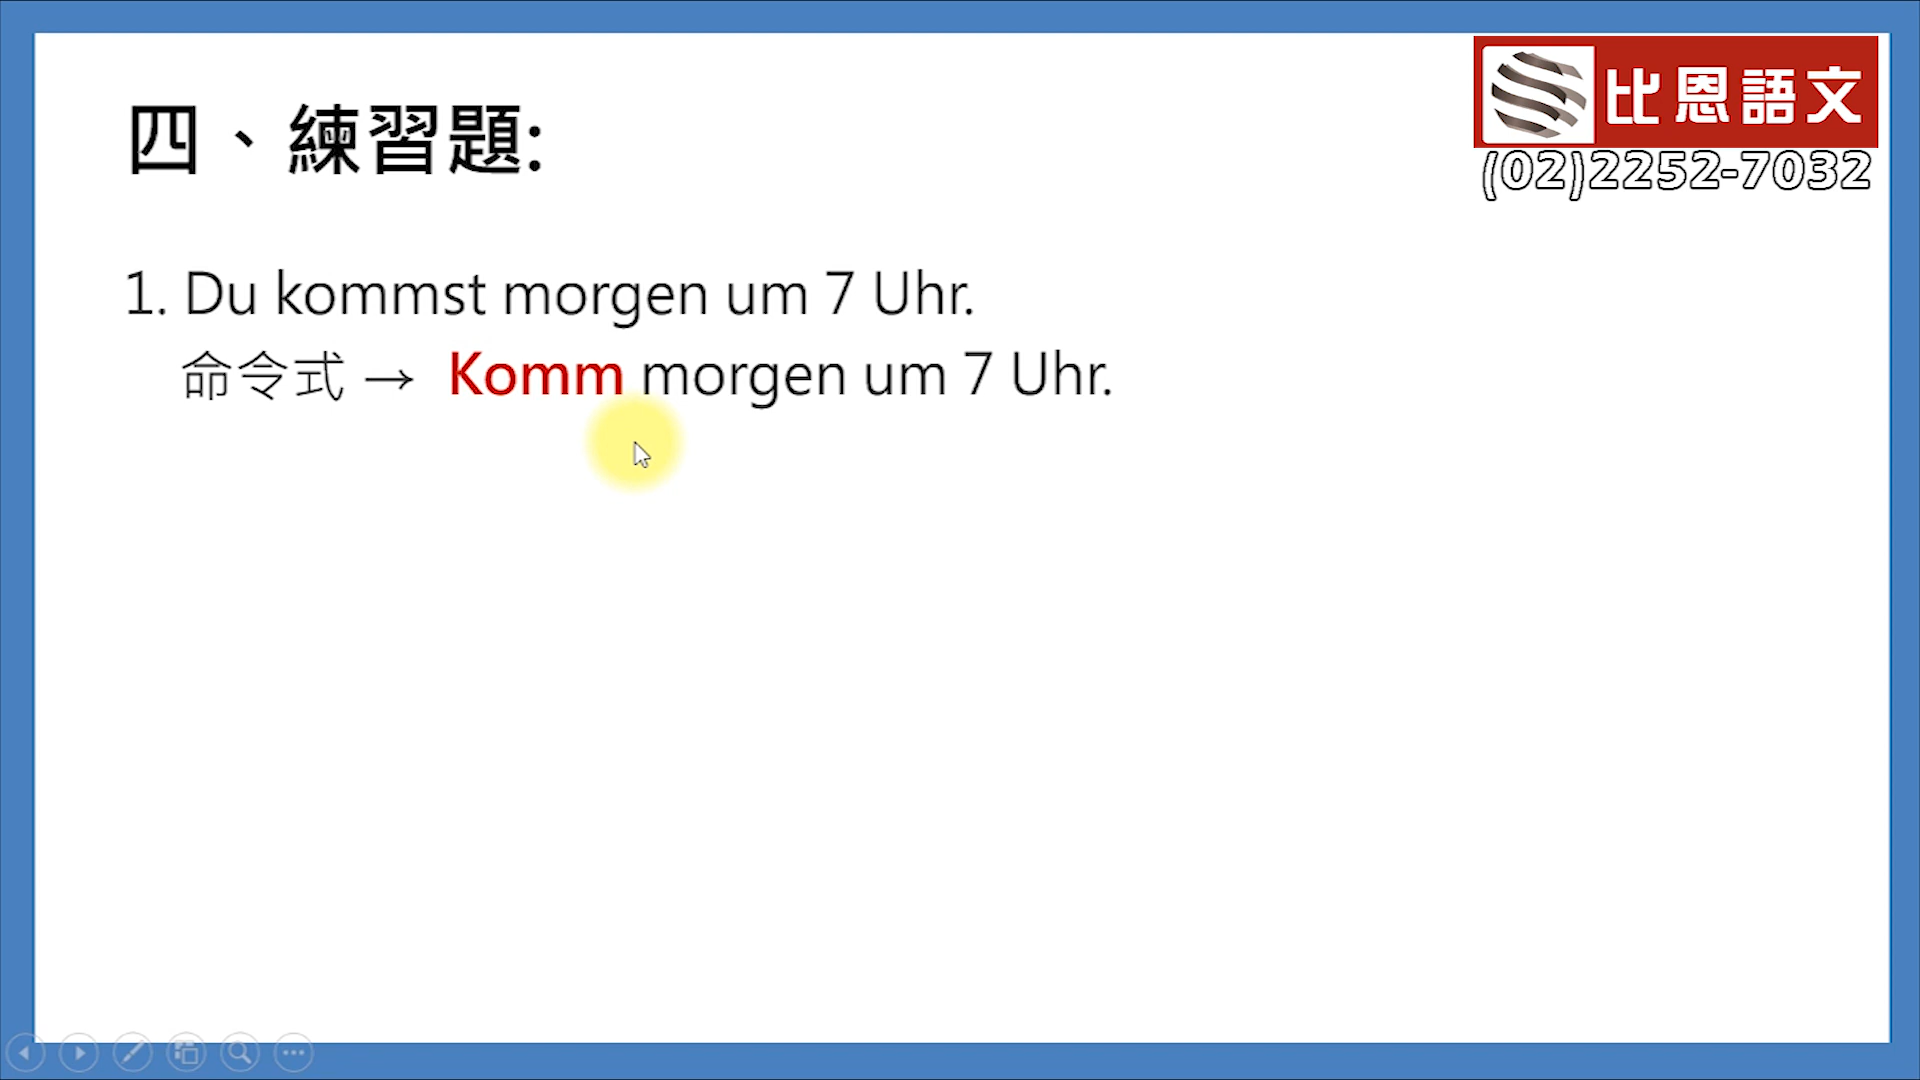 比恩語文
(02)2252-7032
四、練習題:
1. Du kommst morgen um 7 Uhr.
命令式 → Komm morgen um 7 Uhr.